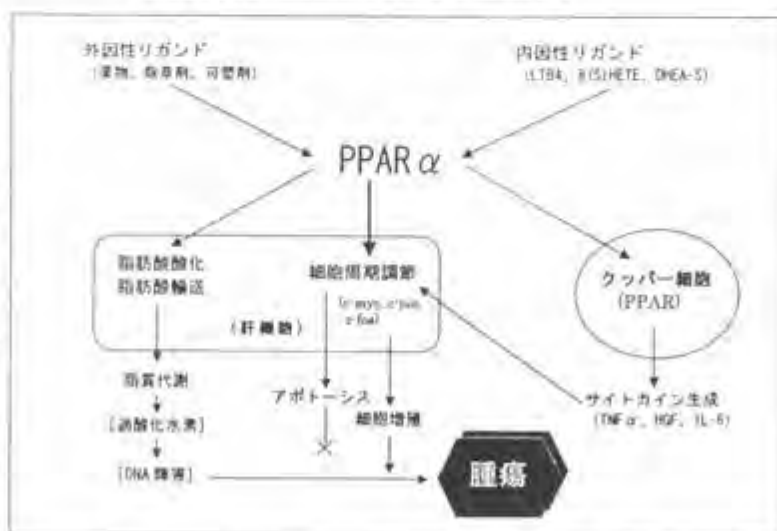 外因性リガンド
(薬物、除草剤、可塑剤)
内因性リガンド
(LTB4、8(S)HETE、DHEA-S)
PPARα
脂肪酸酸化
脂肪酸輸送
細胞周期調節
(c-myc, c-jun,
c-fos)
(肝細胞)
クッパー細胞
(PPAR)
脂質代謝
アポトーシス
細胞増殖
サイトカイン生成
(TNFα、HGF、IL-6)
[過酸化水素]
[DNA障害]
腫瘍